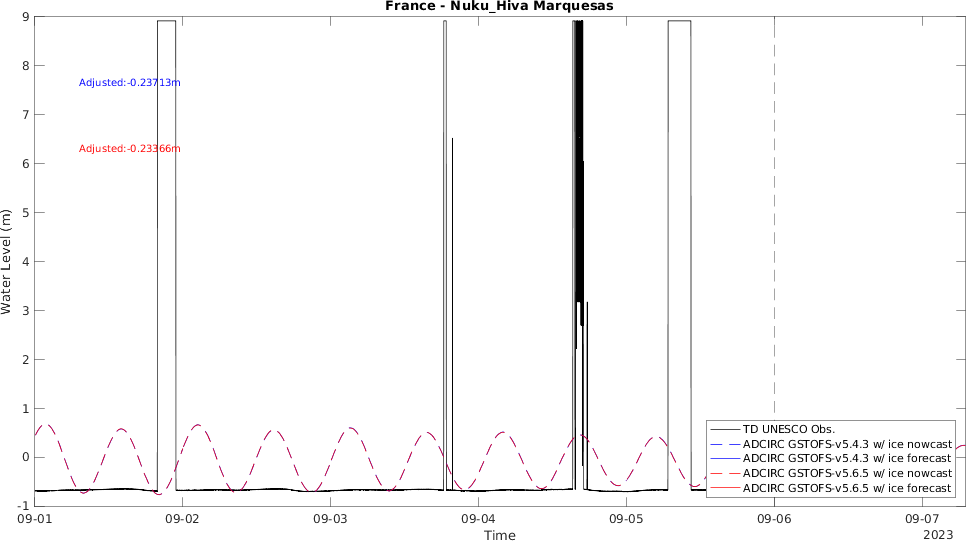 France - Nuku_Hiva Marquesas
9
8
7
6
5
4
3
2
1
0
-1
Water Level (m)
Adjusted:-0.23713m
Adjusted:-0.23366m
TD UNESCO Obs.
ADCIRC GSTOFS-v5.4.3 w/ ice nowcast
ADCIRC GSTOFS-v5.4.3 w/ ice forecast
ADCIRC GSTOFS-v5.6.5 w/ ice nowcast
ADCIRC GSTOFS-v5.6.5 w/ ice forecast
09-01 09-02 09-03 09-04 09-05 09-06 09-07
Time
2023